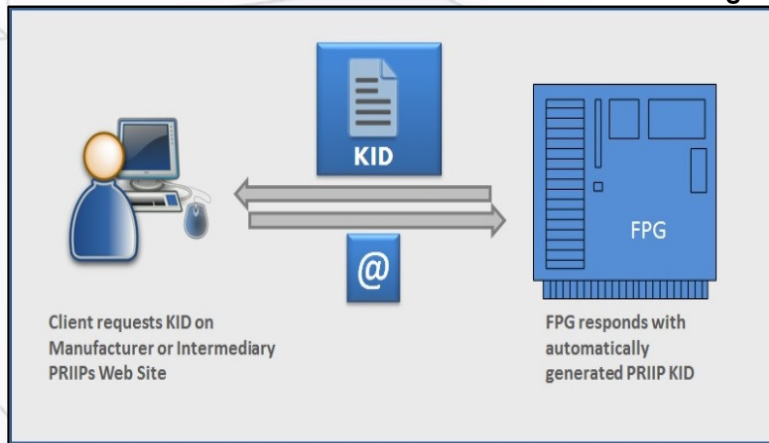 KID
@
FPG
Client requests KID on
Manufacturer or Intermediary
PRIIPs Web Site
FPG responds with
automatically
generated PRIIP KID